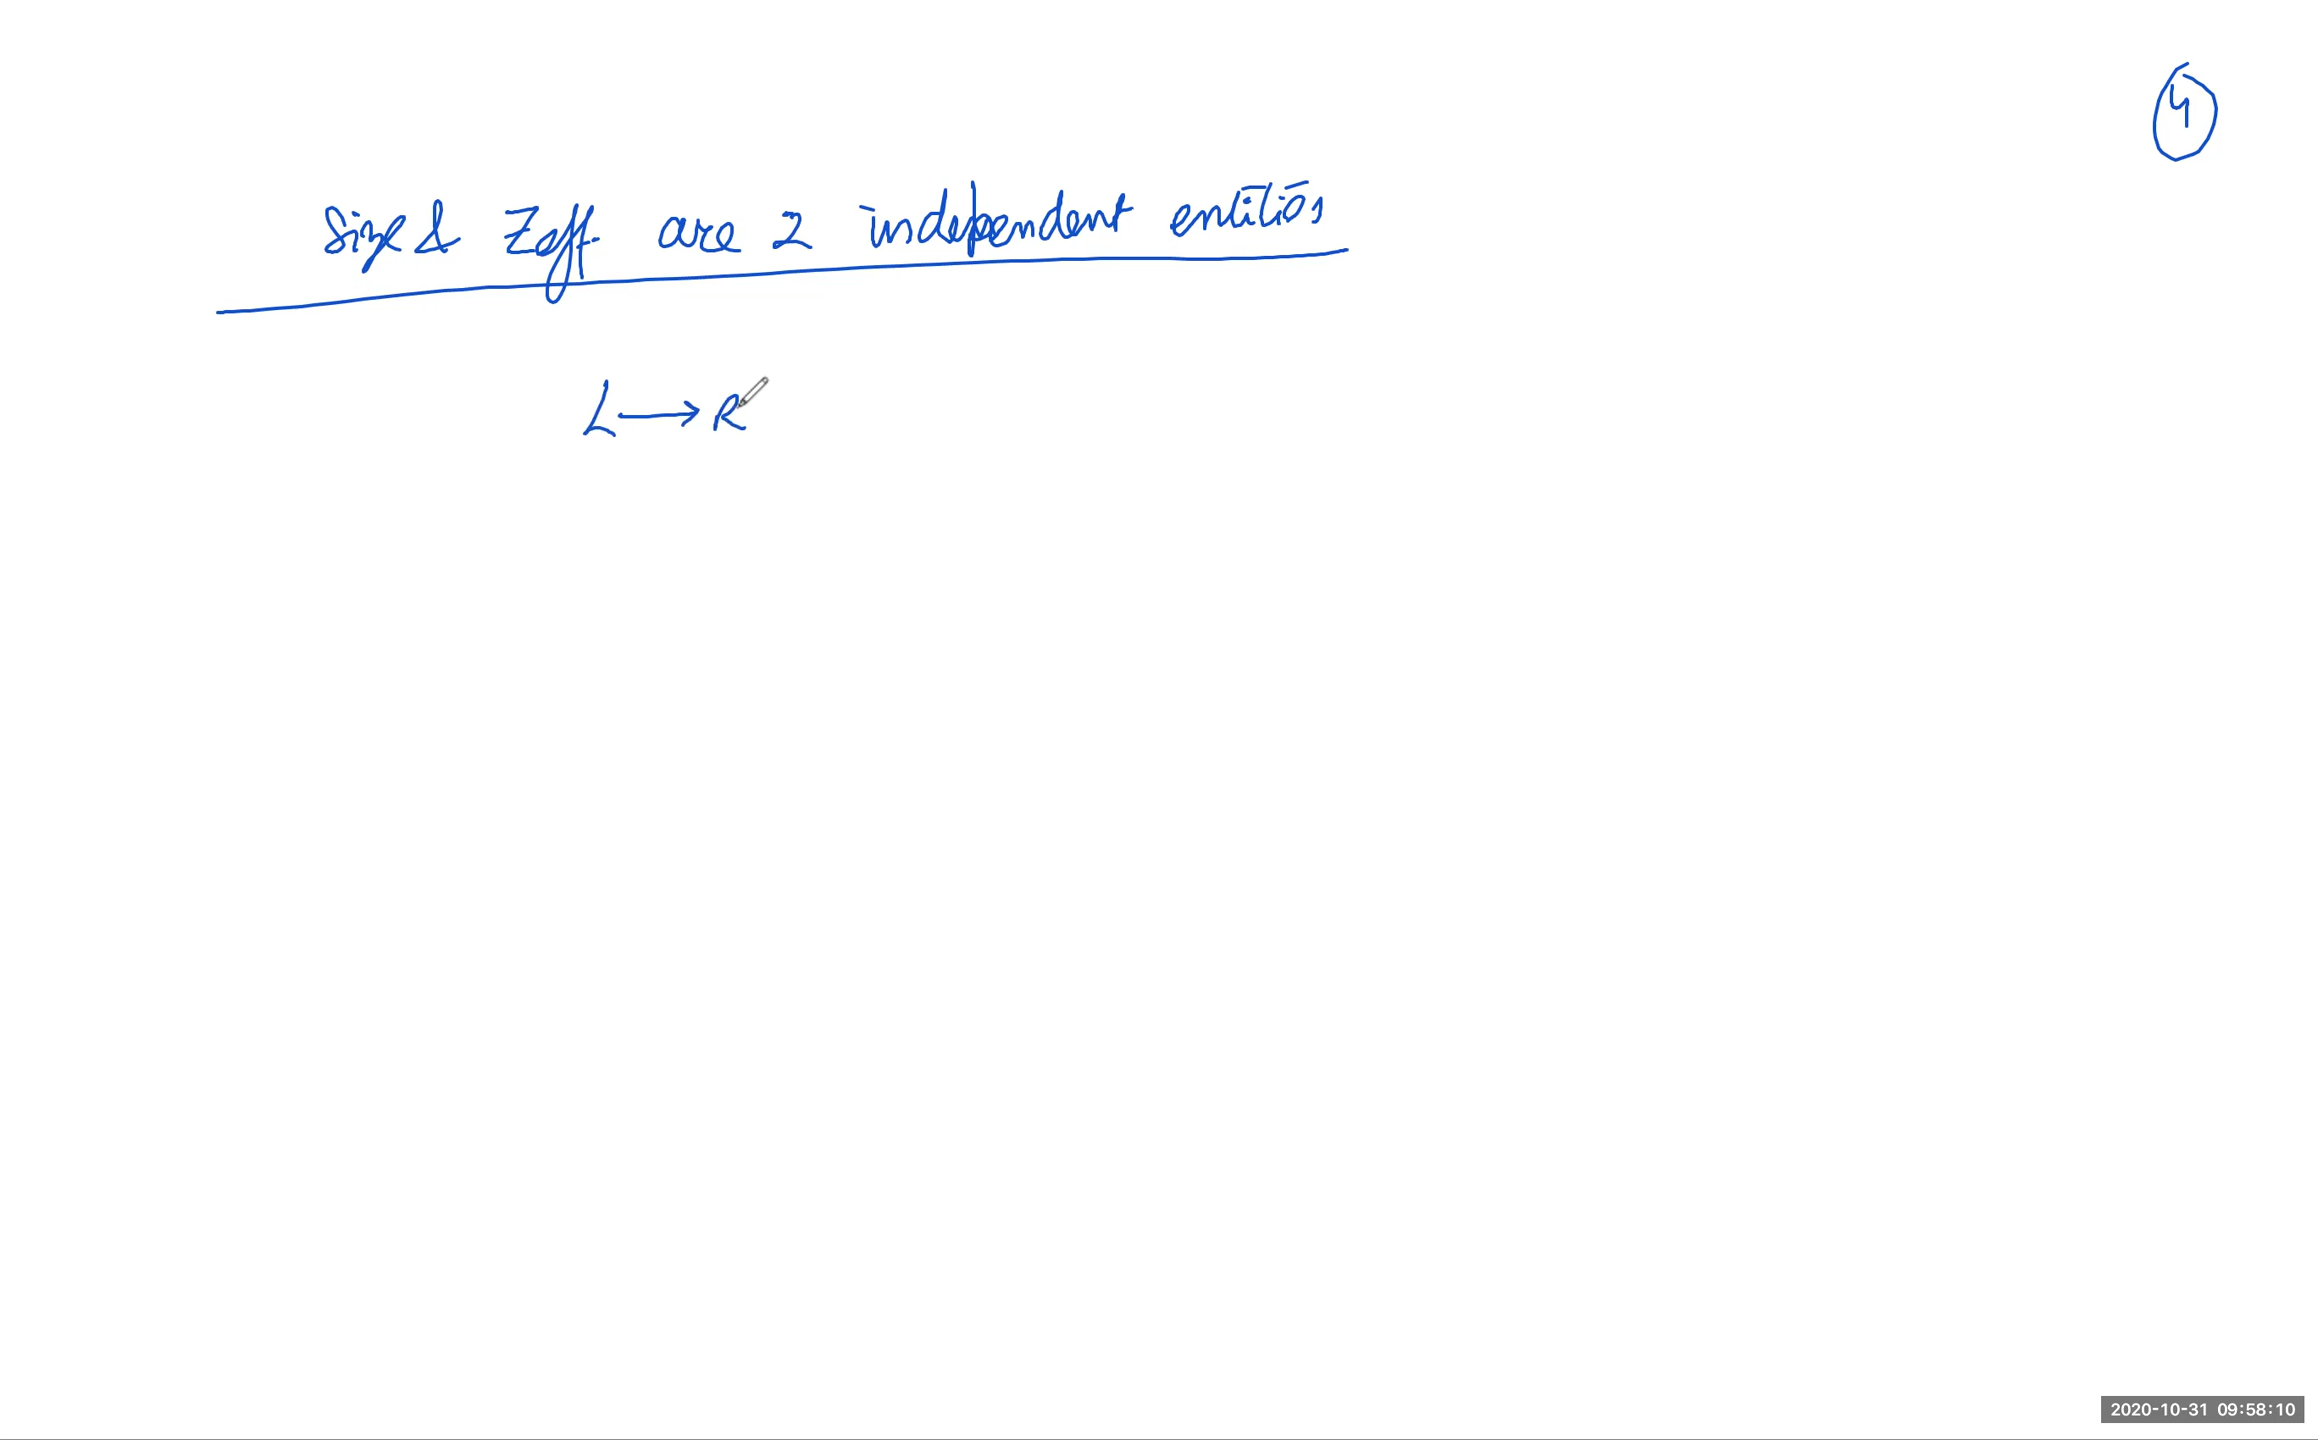 4
Size & Zeff. are 2 independent entities
L → R
2020-10-31 09:58:10